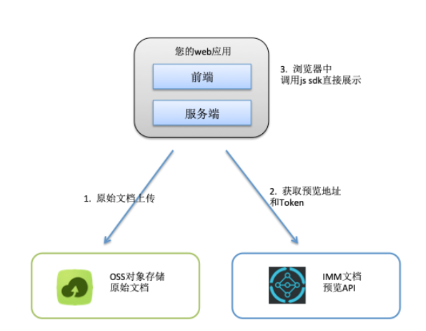 您的web应用
前端
服务端
3. 浏览器中
调用js sdk直接展示
1. 原始文档上传
2. 获取预览地址
和Token
OSS对象存储
原始文档
IMM文档
预览API